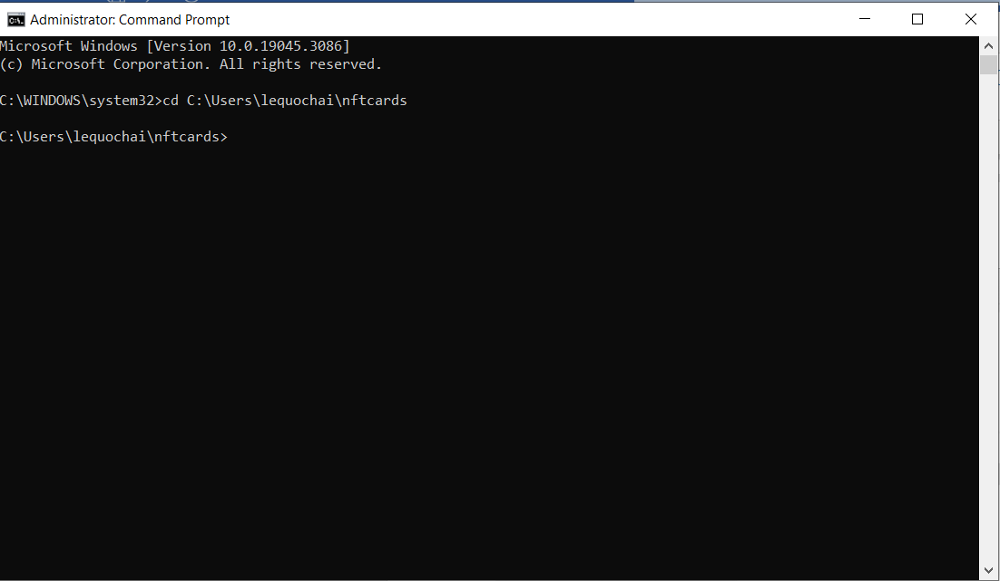 Administrator: Command Prompt
Microsoft Windows [Version 10.0.19045.3086]
(c) Microsoft Corporation. All rights reserved.
C:\WINDOWS\system32>cd C:\Users\lequochai\nftcards
C:\Users\lequochai\nftcards>